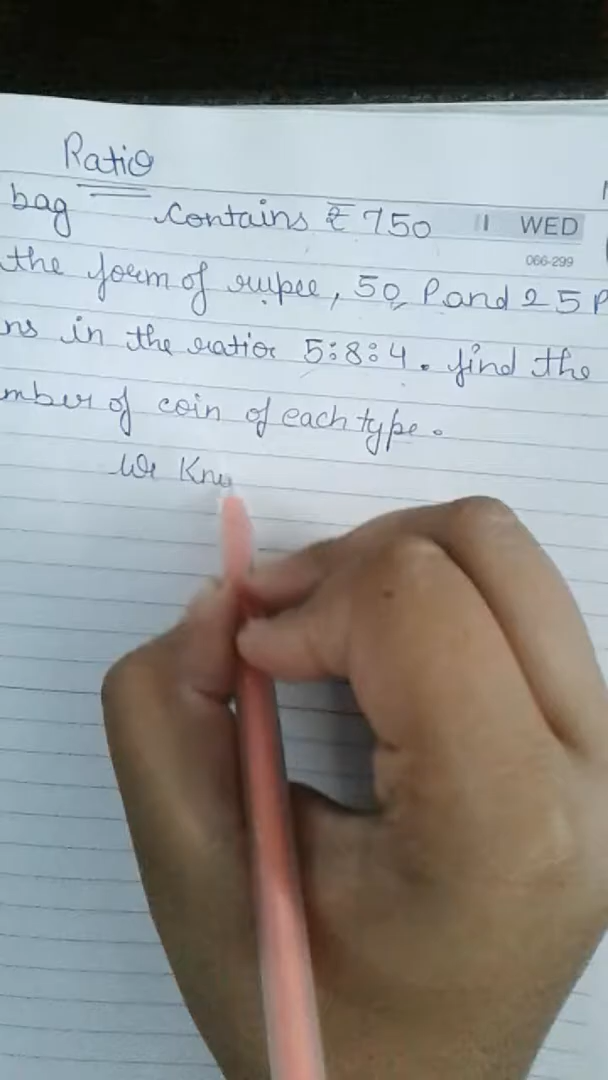 Ratio
bag contains ₹ 750
WED
066-299
the form of rupee, 50 P and 25 P
ns in the ratio 5:8:4. find the
mber of coin of each type.
We Kno